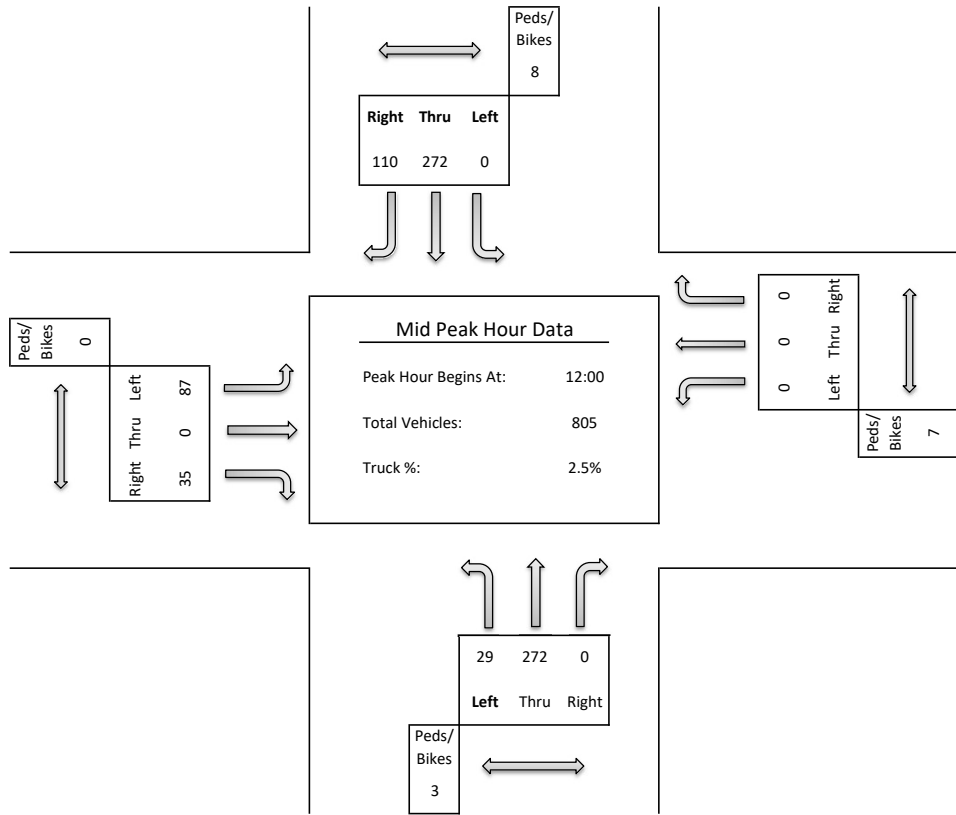 Peds/
Bikes
8
Right Thru Left
110 272 0
Peds/
Bikes
0
Left
87
Thru
0
Right
35
Mid Peak Hour Data
Peak Hour Begins At: 12:00
Total Vehicles: 805
Truck %: 2.5%
0
Right
0
Thru
0
Left
Peds/
Bikes
7
29 272 0
Left Thru Right
Peds/
Bikes
3